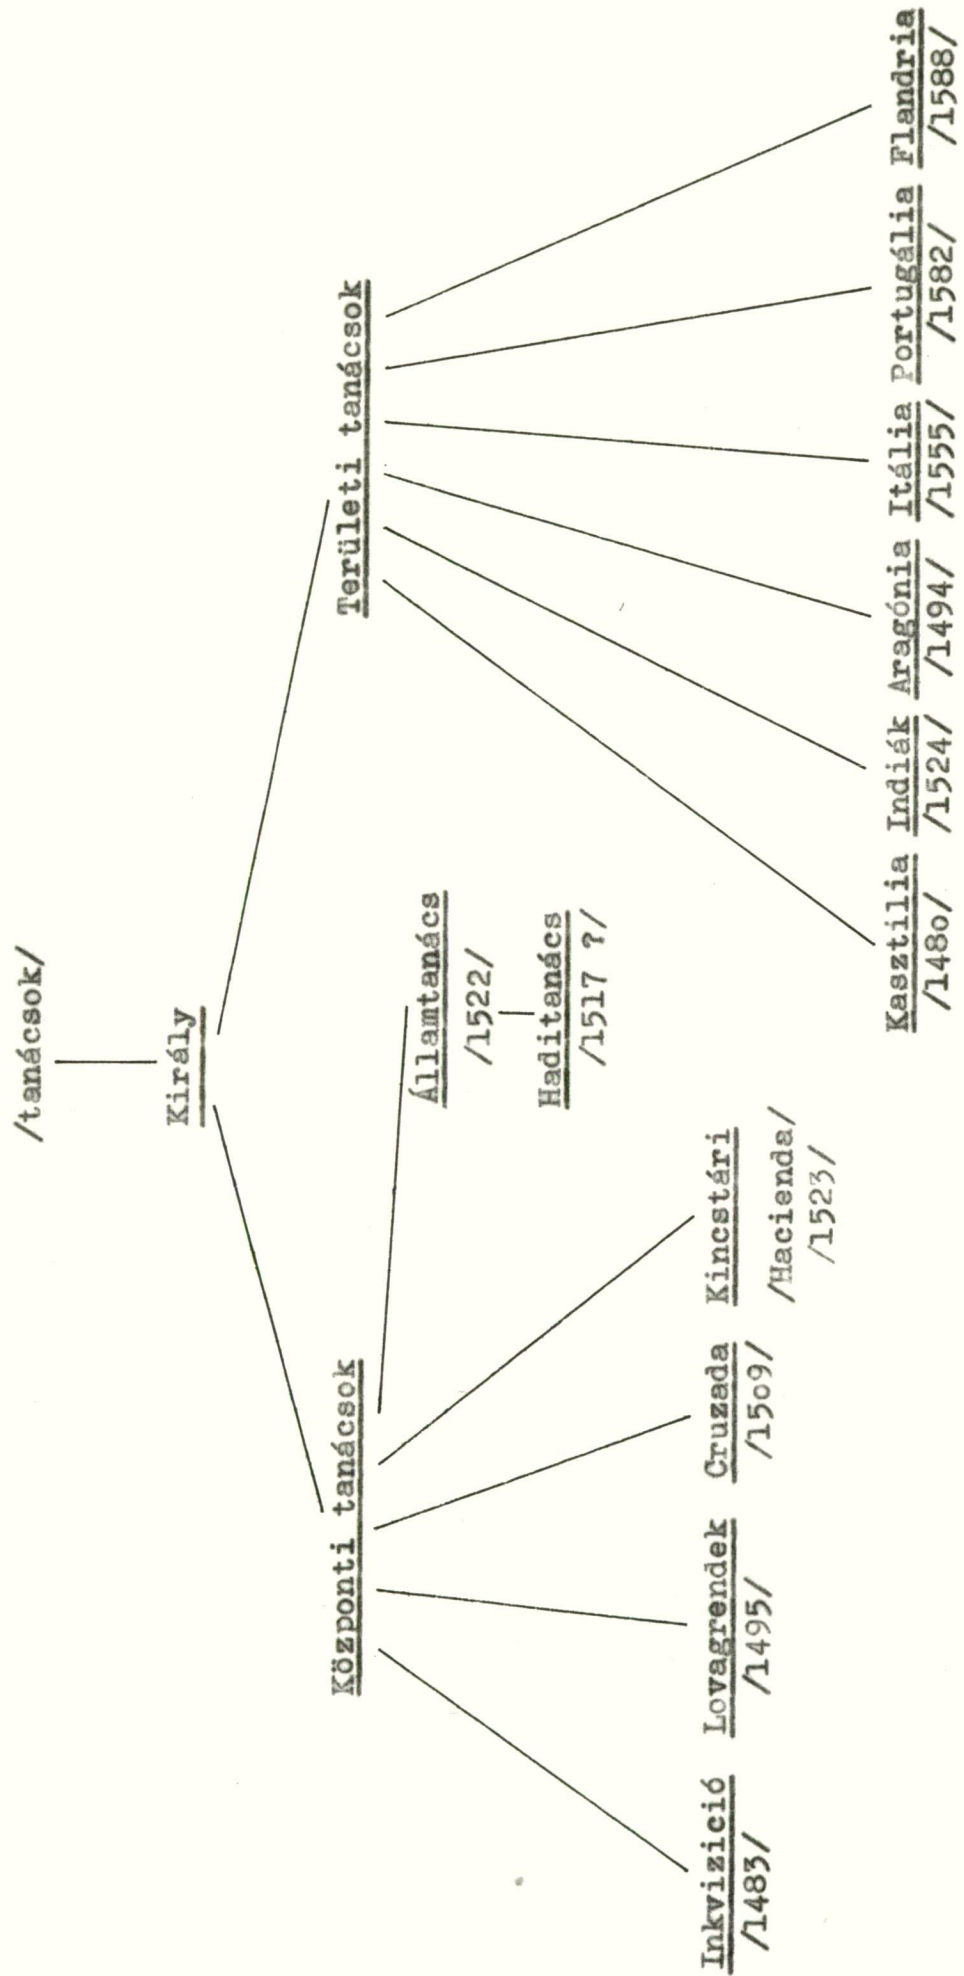 /tanácsok/
Király
Központi tanácsok
Területi tanácsok
Államtanács
/1522/
Haditanács
/1517 ?/
Inkvizició
/1483/
Lovagrendek
/1495/
Cruzada
/1509/
Kincstári
/Hacienda/
/1523/
Kasztilia
/1480/
Indiák
/1524/
Aragónia
/1494/
Itália
/1555/
Portugália
/1582/
Flandria
/1588/